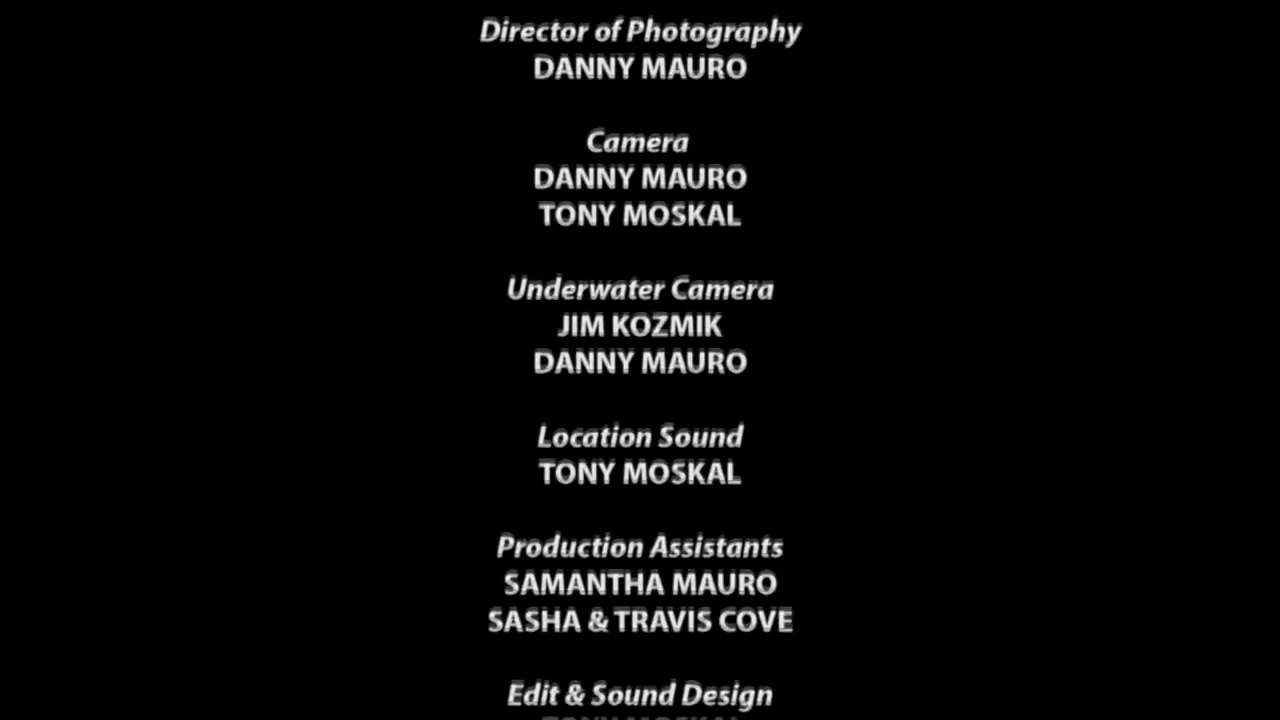 Director of Photography
DANNY MAURO
Camera
DANNY MAURO
TONY MOSKAL
Underwater Camera
JIM KOZMIK
DANNY MAURO
Location Sound
TONY MOSKAL
Production Assistants
SAMANTHA MAURO
SASHA & TRAVIS COVE
Edit & Sound Design